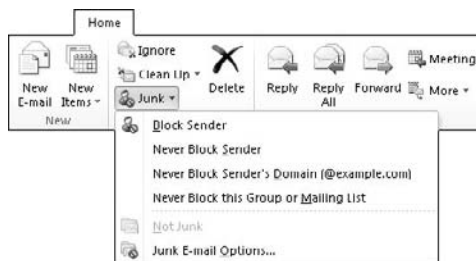 Home
Ignore
Clean Up
Junk
New E-mail
New Items
New
Delete
Reply
Reply All
Forward
Meeting
More
Block Sender
Never Block Sender
Never Block Sender's Domain (@example.com)
Never Block this Group or Mailing List
Not Junk
Junk E-mail Options...